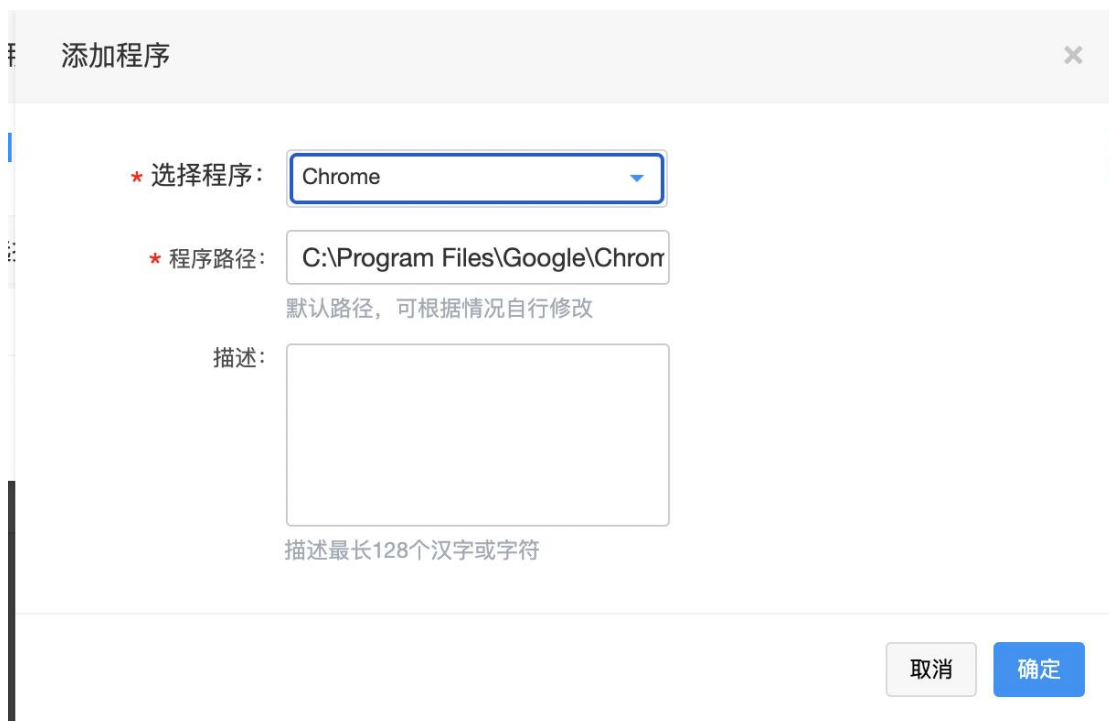 添加程序
* 选择程序：
Chrome
* 程序路径：
C:\Program Files\Google\Chrom
默认路径，可根据情况自行修改
描述：
描述最长128个汉字或字符
取消
确定